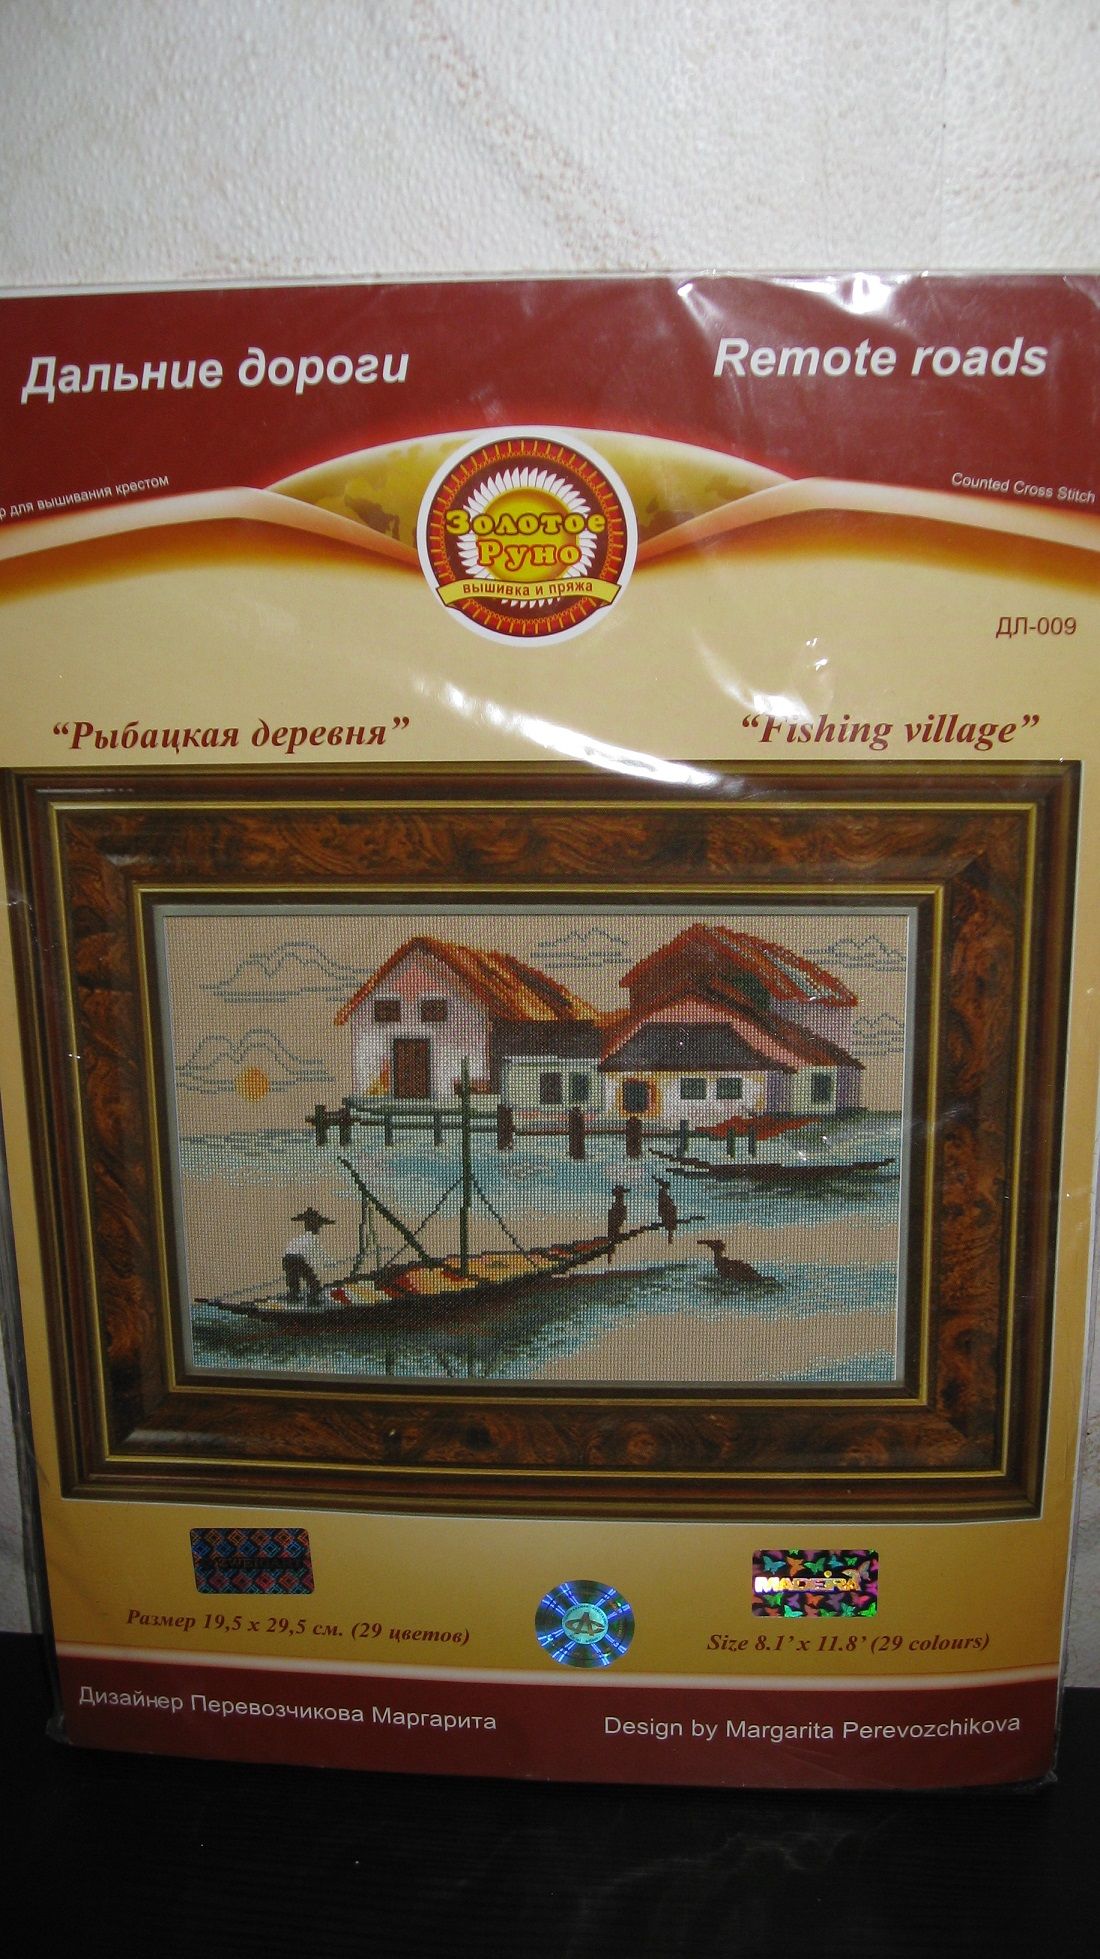 Дальние дороги
Remote roads
р для вышивания крестом
Counted Cross Stitch
Золотое
Руно
вышивка и пряжа
ДЛ-009
“Рыбацкая деревня”
“Fishing village”
ZWEIGART
MADEIRA
Размер 19,5 x 29,5 см. (29 цветов)
Size 8.1’ x 11.8’ (29 colours)
Дизайнер Перевозчикова Маргарита
Design by Margarita Perevozchikova